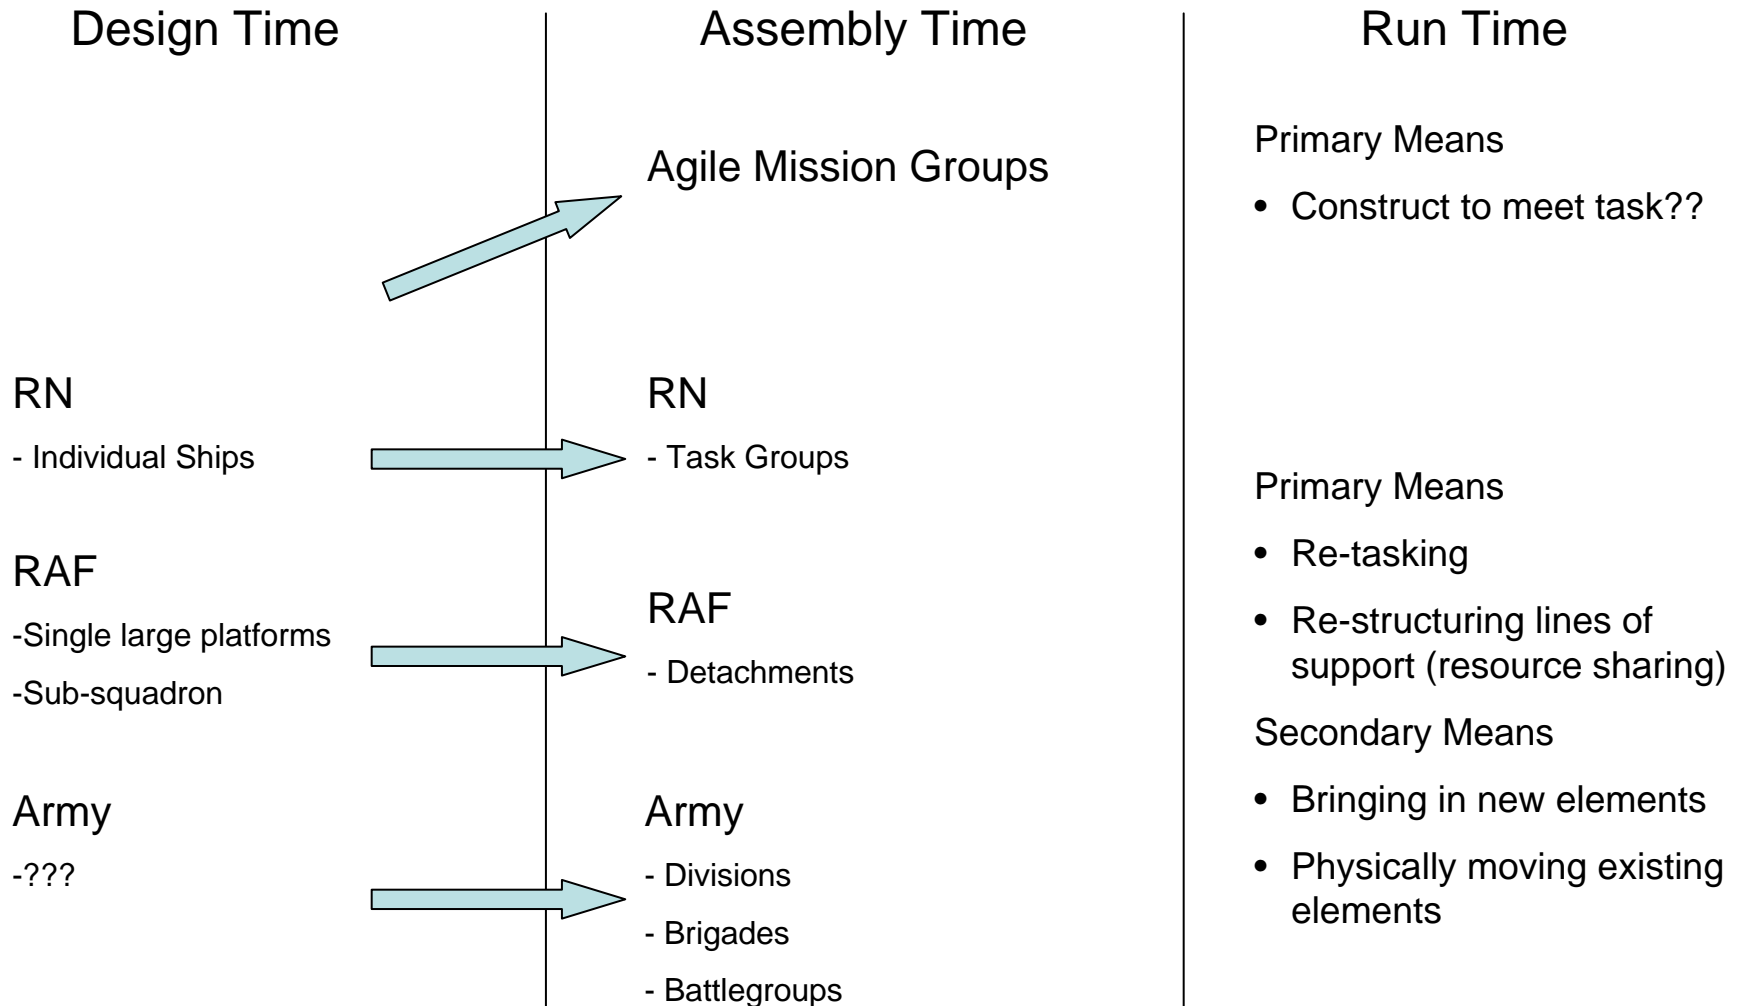 Design Time
Assembly Time
Run Time
Agile Mission Groups
Primary Means
• Construct to meet task??
RN
- Individual Ships
RN
- Task Groups
RAF
-Single large platforms
-Sub-squadron
RAF
- Detachments
Army
-???
Army
- Divisions
- Brigades
- Battlegroups
Primary Means
• Re-tasking
• Re-structuring lines of
support (resource sharing)
Secondary Means
• Bringing in new elements
• Physically moving existing
elements